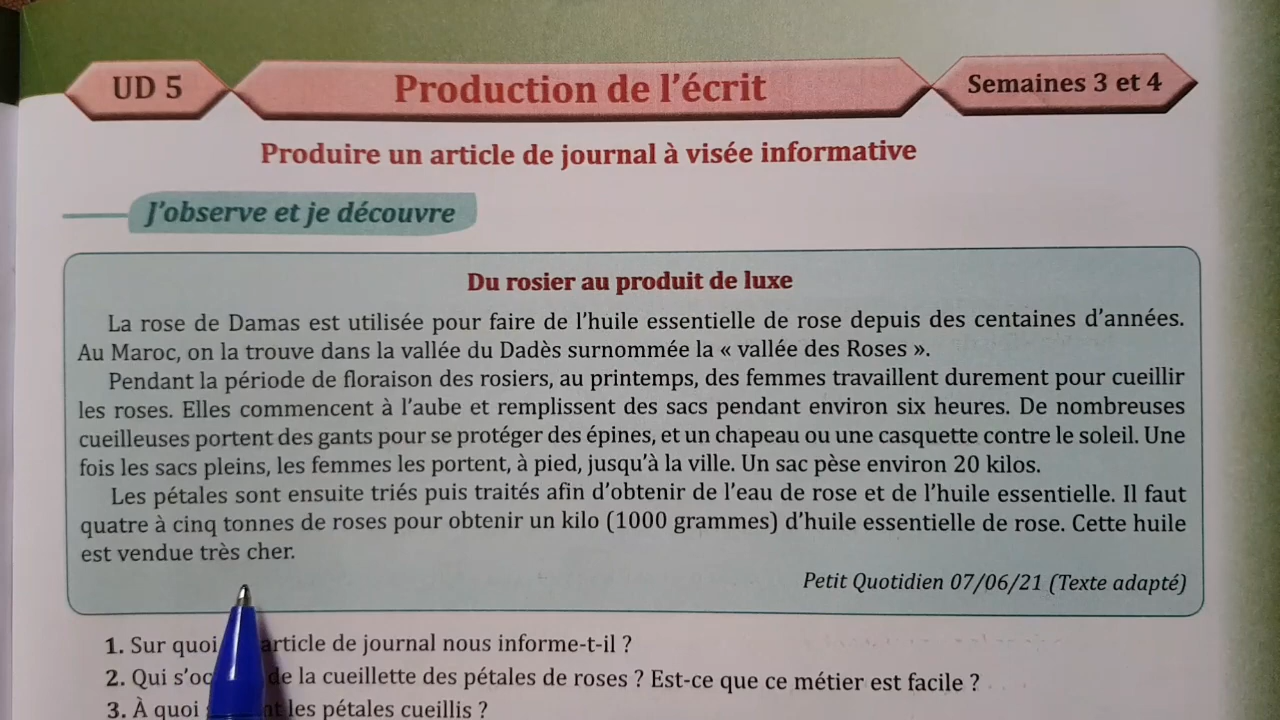 UD 5
Production de l'écrit
Semaines 3 et 4
Produire un article de journal à visée informative
J'observe et je découvre
Du rosier au produit de luxe
La rose de Damas est utilisée pour faire de l'huile essentielle de rose depuis des centaines d'années.
Au Maroc, on la trouve dans la vallée du Dadès surnommée la « vallée des Roses ».
Pendant la période de floraison des rosiers, au printemps, des femmes travaillent durement pour cueillir
les roses. Elles commencent à l'aube et remplissent des sacs pendant environ six heures. De nombreuses
cueilleuses portent des gants pour se protéger des épines, et un chapeau ou une casquette contre le soleil. Une
fois les sacs pleins, les femmes les portent, à pied, jusqu'à la ville. Un sac pèse environ 20 kilos.
Les pétales sont ensuite triés puis traités afin d'obtenir de l'eau de rose et de l'huile essentielle. Il faut
quatre à cinq tonnes de roses pour obtenir un kilo (1000 grammes) d'huile essentielle de rose. Cette huile
est vendue très cher.
Petit Quotidien 07/06/21 (Texte adapté)
1. Sur quoi article de journal nous informe-t-il ?
2. Qui de la cueillette des pétales de roses ? Est-ce que ce métier est facile ?
3. À quoi les pétales cueillis ?